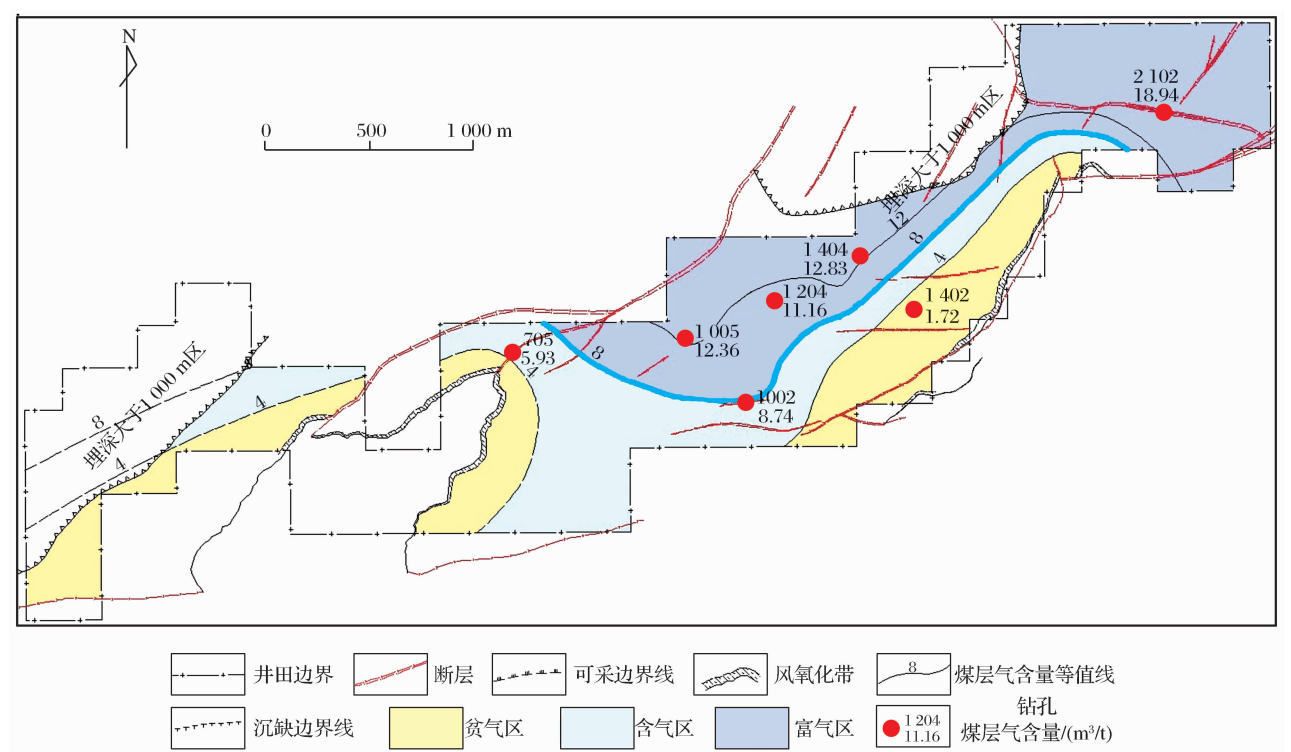 N
0 500 1 000 m
2 102
18.94
埋深大于1 000 m区
12
8
4
1 404
12.83
1 204
11.16
1 402
1.72
1 005
12.36
705
5.93
8
4
1002
8.74
8
埋深大于1 000 m区
4
4
井田边界
断层
可采边界线
风氧化带
8
煤层气含量等值线
沉缺边界线
贫气区
含气区
富气区
1 204
11.16
钻孔
煤层气含量/(m³/t)